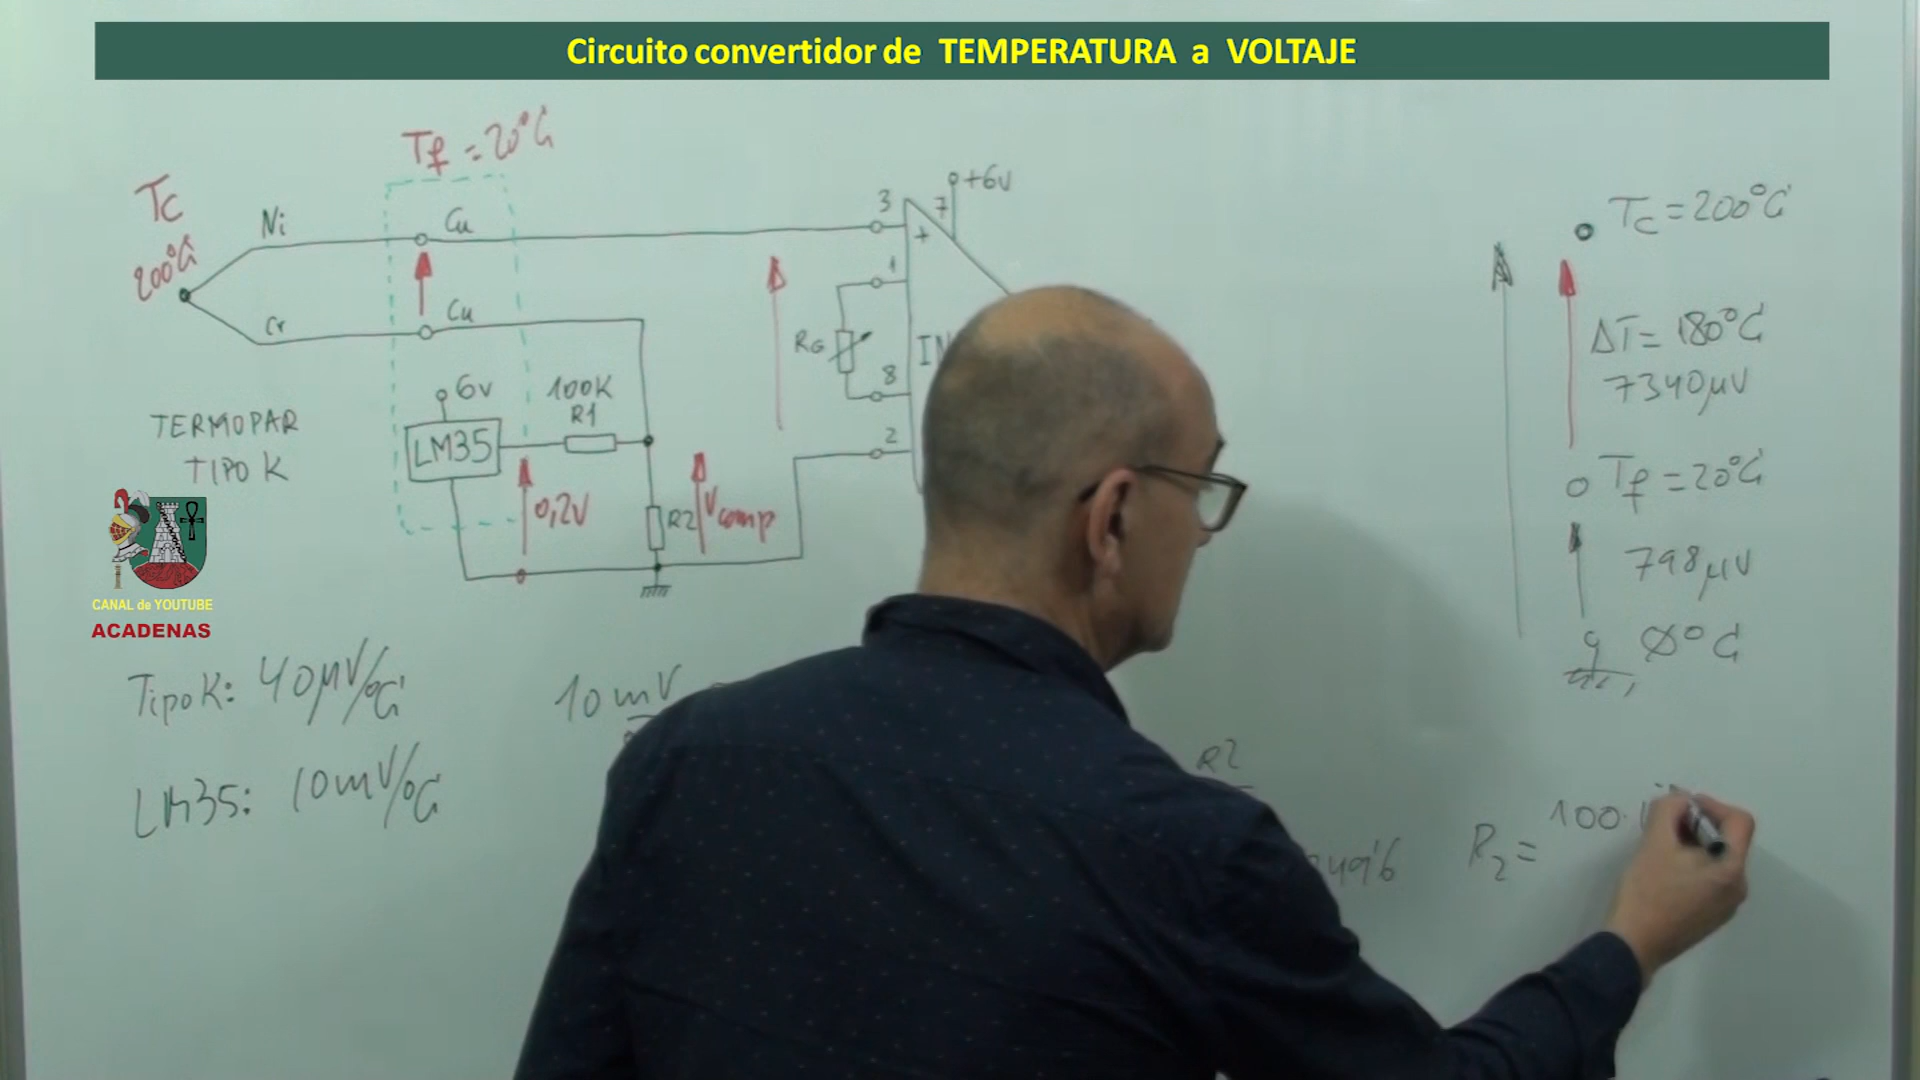 Circuito convertidor de TEMPERATURA a VOLTAJE
Tf = 20°C
Tc
200°C
Ni
Cu
Cr
Cu
3
7
+6V
+
1
RG
8
2
6V
100K
R1
LM35
0,2V
R2
Vcomp
TERMOPAR
TIPO K
CANAL de YOUTUBE
ACADENAS
Tipo K: 40µV/°C
LM35: 10mV/°C
10mV
R2
R2 =
100
Tc = 200°C
ΔT = 180°C
7340µV
Tf = 20°C
798µV
0°C